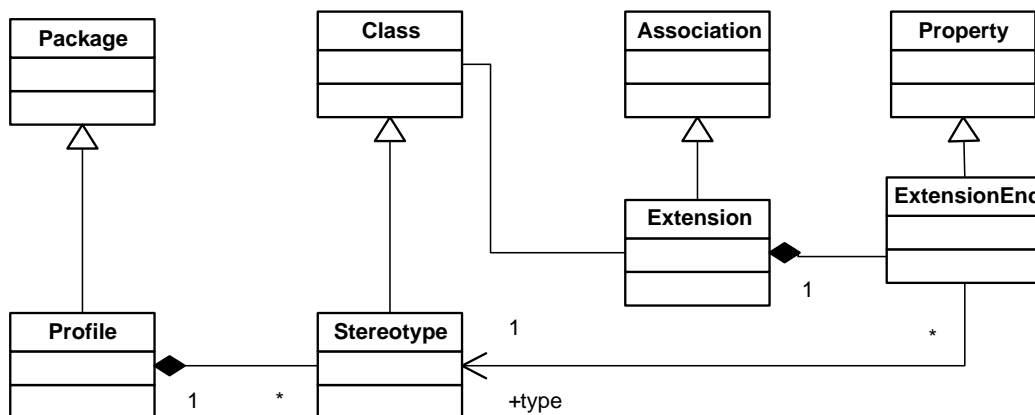 Package
Class
Association
Property
ExtensionEnd
Extension
1
Profile
Stereotype
1
*
1
*
+type